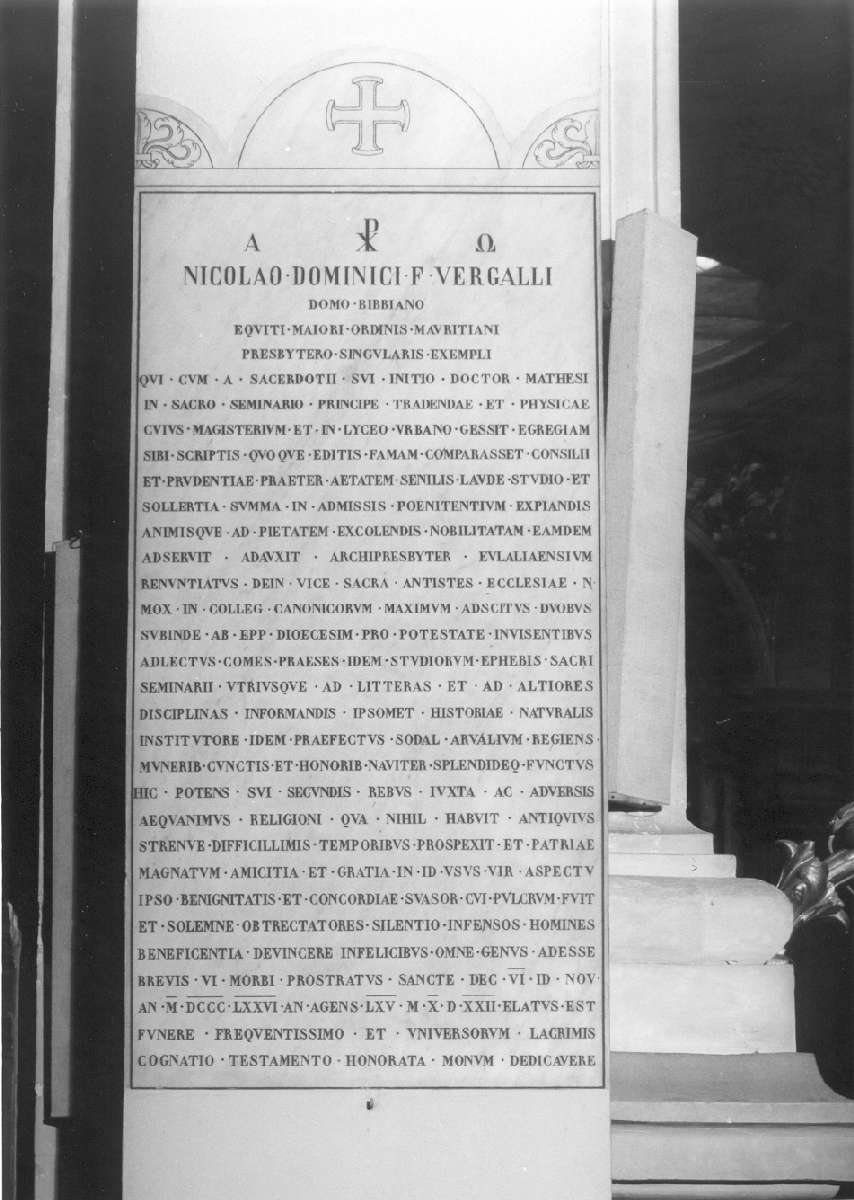 Α ☧ Ω
NICOLAO · DOMINICI · F · VERGALLI
DOMO · BIBBIANO
EQVITI · MAIORI · ORDINIS · MAVRITIANI
PRESBYTERO · SINGVLARIS · EXEMPLI
QVI · CVM · A · SACERDOTII · SVI · INITIO · DOCTOR · MATHESI
IN · SACRO · SEMINARIO · PRINCIPE · TRADENDAE · ET · PHYSICAE
CVIVS · MAGISTERIVM · ET · IN · LYCEO · VRBANO · GESSIT · EGREGIAM
SIBI · SCRIPTIS · QVOQVE · EDITIS · FAMAM · COMPARASSET · CONSILII
ET · PRVDENTIAE · PRAETER · AETATEM · SENILIS · LAVDE · STVDIO · ET
SOLLERTIA · SVMMA · IN · ADMISSIS · POENITENTIVM · EXPIANDIS
ANIMISQVE · AD · PIETATEM · EXCOLENDIS · NOBILITATAM · EAMDEM
ADSERVIT · ADAVXIT · ARCHIPRESBYTER · EVLALIAENSIVM
RENVNTIATVS · DEIN · VICE · SACRA · ANTISTES · ECCLESIAE · N ·
MOX · IN · COLLEG · CANONICORVM · MAXIMVM · ADSCITVS · DVOBVS
SVBINDE · AB · EPP · DIOECESIM · PRO · POTESTATE · INVISENTIBVS
ADLECTVS · COMES · PRAESES · IDEM · STVDIORVM · EPHEBIS · SACRI
SEMINARII · VTRIVSQVE · AD · LITTERAS · ET · AD · ALTIORES
DISCIPLINAS · INFORMANDIS · IPSOMET · HISTORIAE · NATVRALIS
INSTITVTORE · IDEM · PRAEFECTVS · SODAL · ARVALIVM · REGIENS ·
MVNERIB · CVNCTIS · ET · HONORIB · NAVITER · SPLENDIDEQ · FVNCTVS
HIC · POTENS · SVI · SECVNDIS · REBVS · IVXTA · AC · ADVERSIS
AEQVANIMVS · RELIGIONI · QVA · NIHIL · HABVIT · ANTIQVIVS
STRENVE · DIFFICILLIMIS · TEMPORIBVS · PROSPEXIT · ET · PATRIAE
MAGNATVM · AMICITIA · ET · GRATIA · IN · ID · VSVS · VIR · ASPECTV
IPSO · BENIGNITATIS · ET · CONCORDIAE · SVASOR · CVI · PVLCRVM · FVIT
ET · SOLEMNE · OBTRECTATORES · SILENTIO · INFENSOS · HOMINES
BENEFICENTIA · DEVINCERE INFELICIBVS · OMNE · GENVS · ADESSE
BREVIS · VI · MORBI · PROSTRATVS · SANCTE · DEC · V̅I̅ · ID · NOV ·
AN · M̅ · D̅C̅C̅C̅ · L̅X̅X̅V̅I̅ · AN · AGENS · L̅X̅V̅ · M · X̅ · D · X̅X̅I̅I̅ · ELATVS · EST
FVNERE · FREQVENTISSIMO · ET · VNIVERSORVM · LACRIMIS
COGNATIO · TESTAMENTO · HONORATA · MONVM · DEDICAVERE